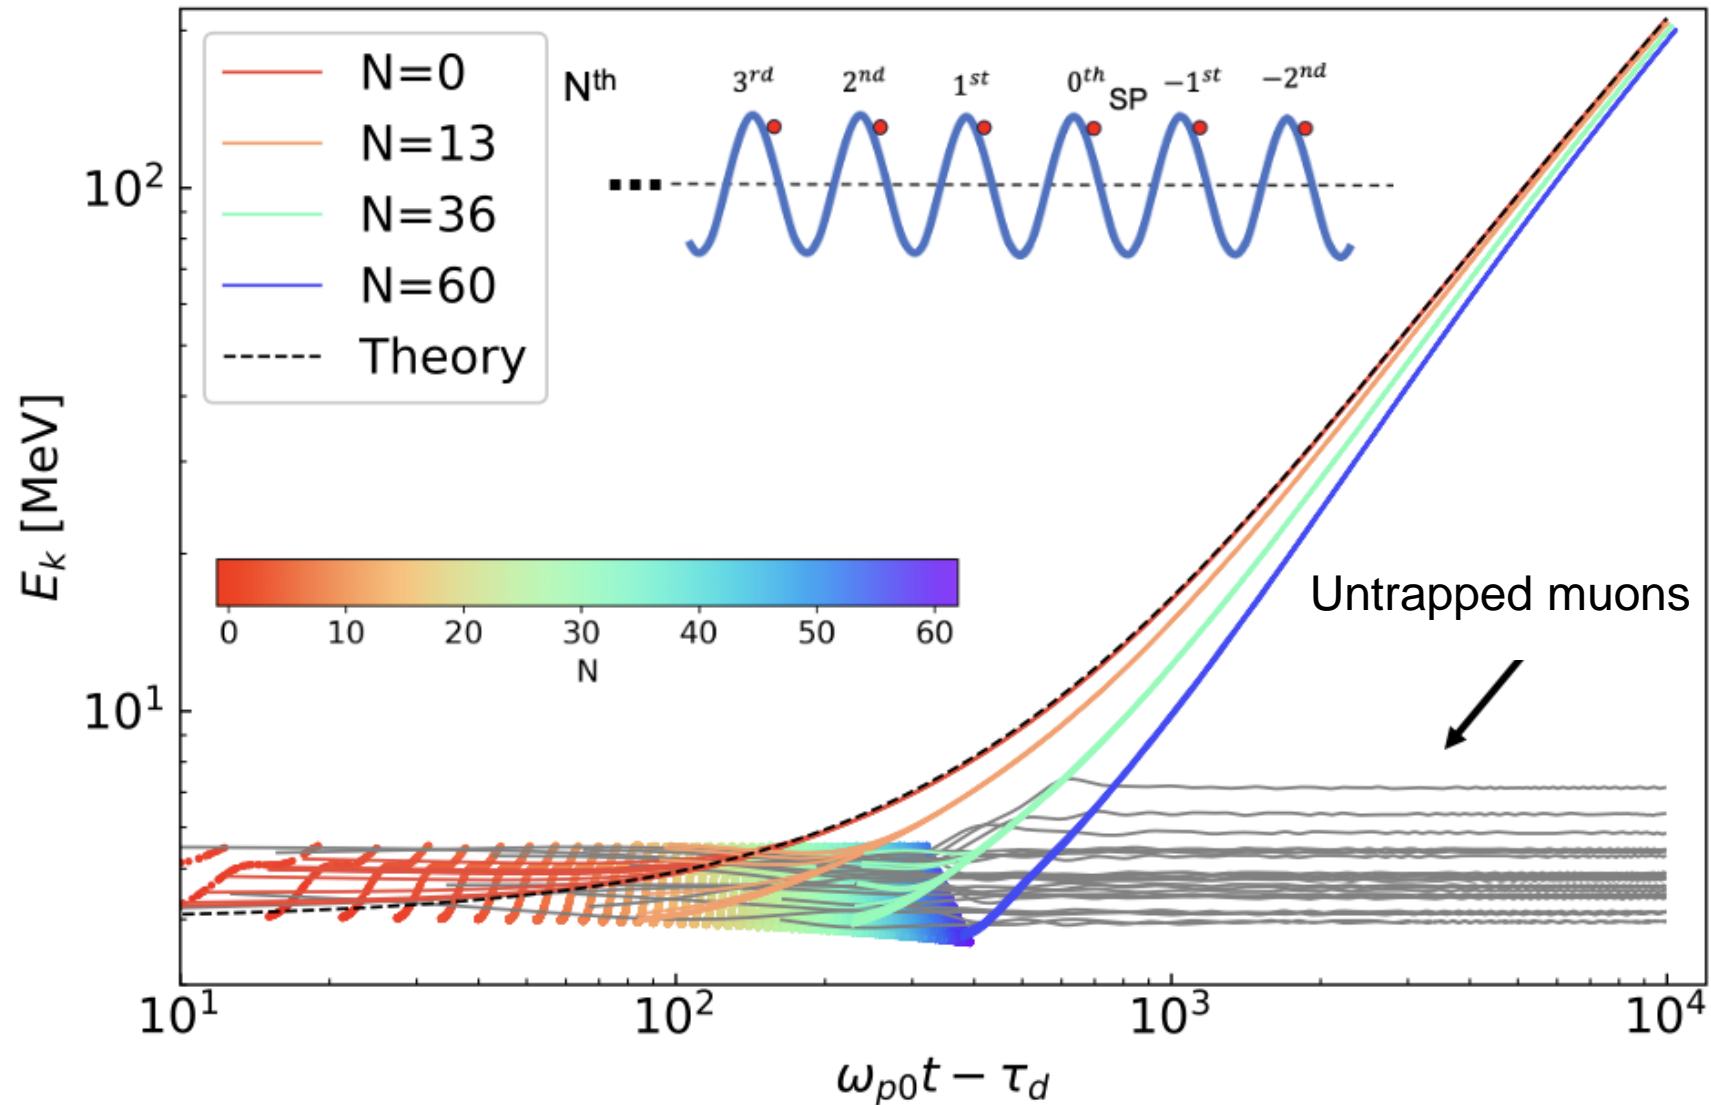 N=0
N=13
N=36
N=60
Theory
Nᵗʰ
3ʳᵈ 2ⁿᵈ 1ˢᵗ 0ᵗʰ SP −1ˢᵗ −2ⁿᵈ
10²
10¹
Eₖ [MeV]
0 10 20 30 40 50 60
N
Untrapped muons
10¹ 10² 10³ 10⁴
ωₚ₀t − τ_d